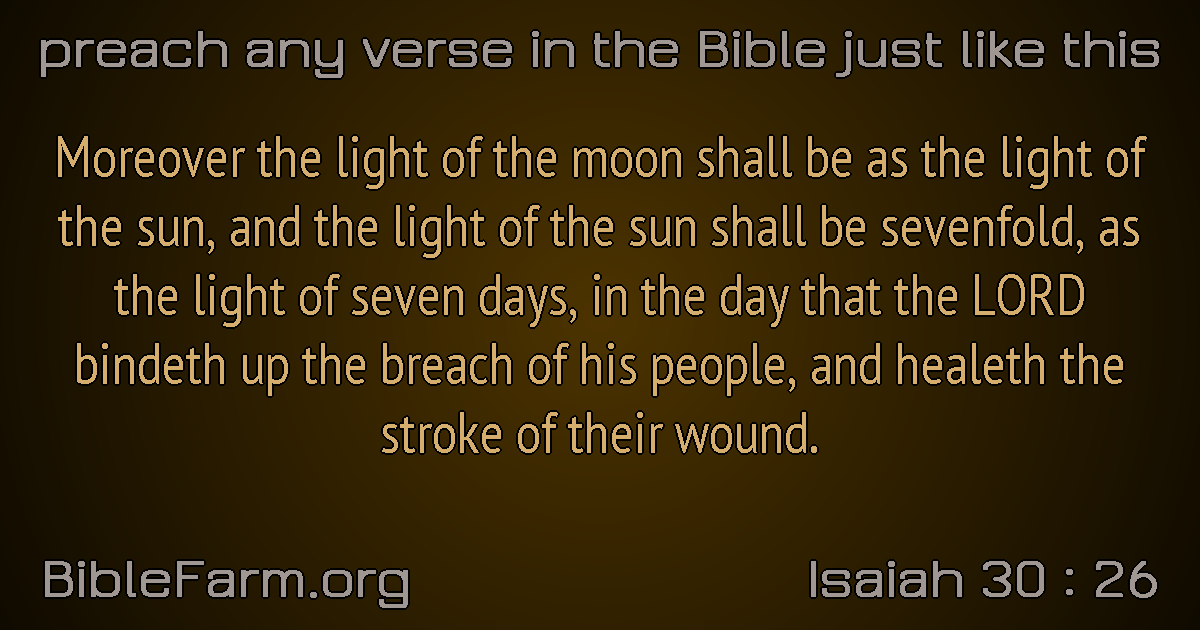 preach any verse in the Bible just like this
Moreover the light of the moon shall be as the light of
the sun, and the light of the sun shall be sevenfold, as
the light of seven days, in the day that the LORD
bindeth up the breach of his people, and healeth the
stroke of their wound.
BibleFarm.org
Isaiah 30 : 26